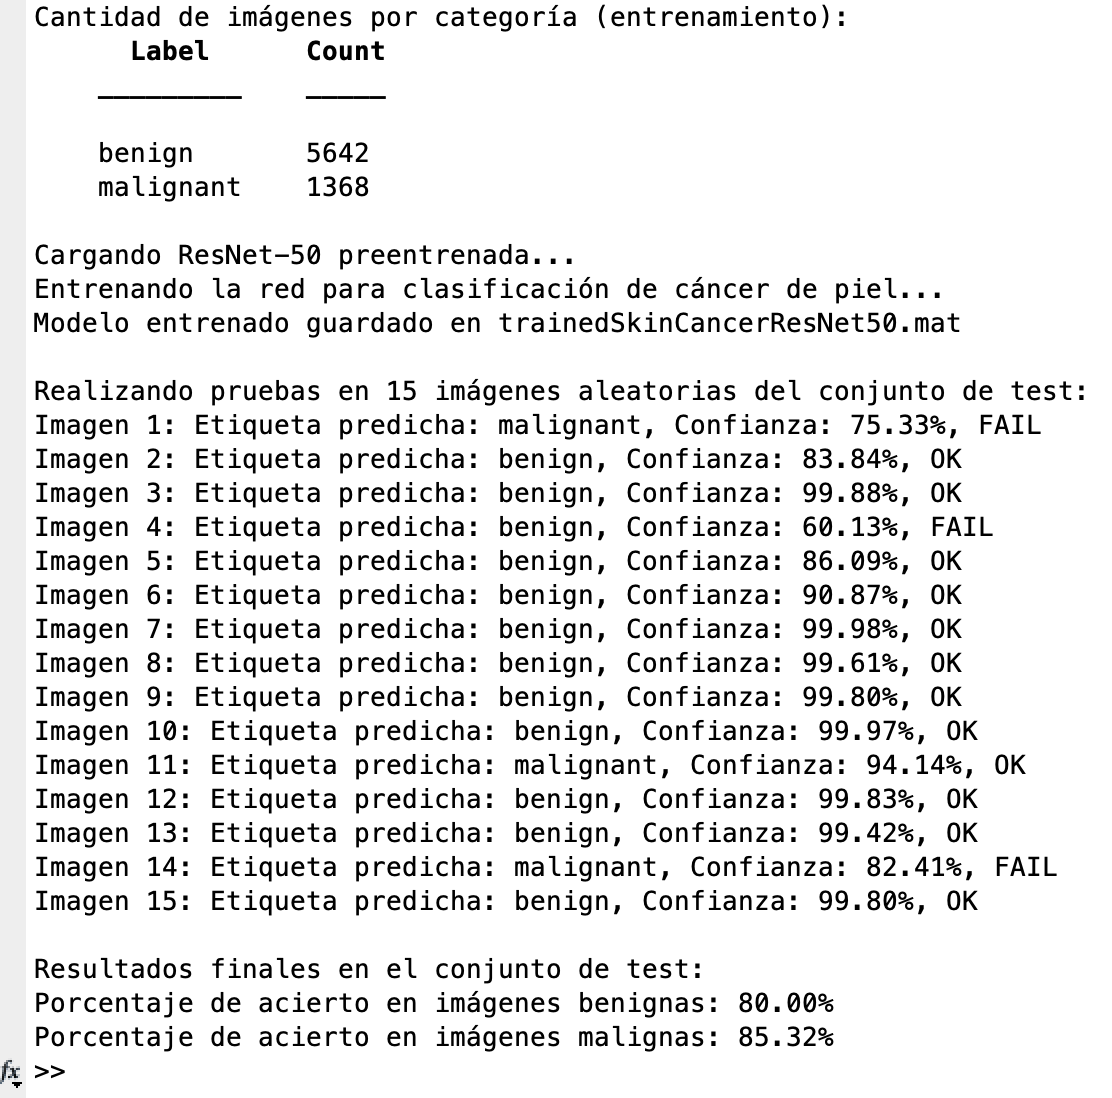 Cantidad de imágenes por categoría (entrenamiento):
Label Count
_________ _____
benign 5642
malignant 1368
Cargando ResNet-50 preentrenada...
Entrenando la red para clasificación de cáncer de piel...
Modelo entrenado guardado en trainedSkinCancerResNet50.mat
Realizando pruebas en 15 imágenes aleatorias del conjunto de test:
Imagen 1: Etiqueta predicha: malignant, Confianza: 75.33%, FAIL
Imagen 2: Etiqueta predicha: benign, Confianza: 83.84%, OK
Imagen 3: Etiqueta predicha: benign, Confianza: 99.88%, OK
Imagen 4: Etiqueta predicha: benign, Confianza: 60.13%, FAIL
Imagen 5: Etiqueta predicha: benign, Confianza: 86.09%, OK
Imagen 6: Etiqueta predicha: benign, Confianza: 90.87%, OK
Imagen 7: Etiqueta predicha: benign, Confianza: 99.98%, OK
Imagen 8: Etiqueta predicha: benign, Confianza: 99.61%, OK
Imagen 9: Etiqueta predicha: benign, Confianza: 99.80%, OK
Imagen 10: Etiqueta predicha: benign, Confianza: 99.97%, OK
Imagen 11: Etiqueta predicha: malignant, Confianza: 94.14%, OK
Imagen 12: Etiqueta predicha: benign, Confianza: 99.83%, OK
Imagen 13: Etiqueta predicha: benign, Confianza: 99.42%, OK
Imagen 14: Etiqueta predicha: malignant, Confianza: 82.41%, FAIL
Imagen 15: Etiqueta predicha: benign, Confianza: 99.80%, OK
Resultados finales en el conjunto de test:
Porcentaje de acierto en imágenes benignas: 80.00%
Porcentaje de acierto en imágenes malignas: 85.32%
fx >>